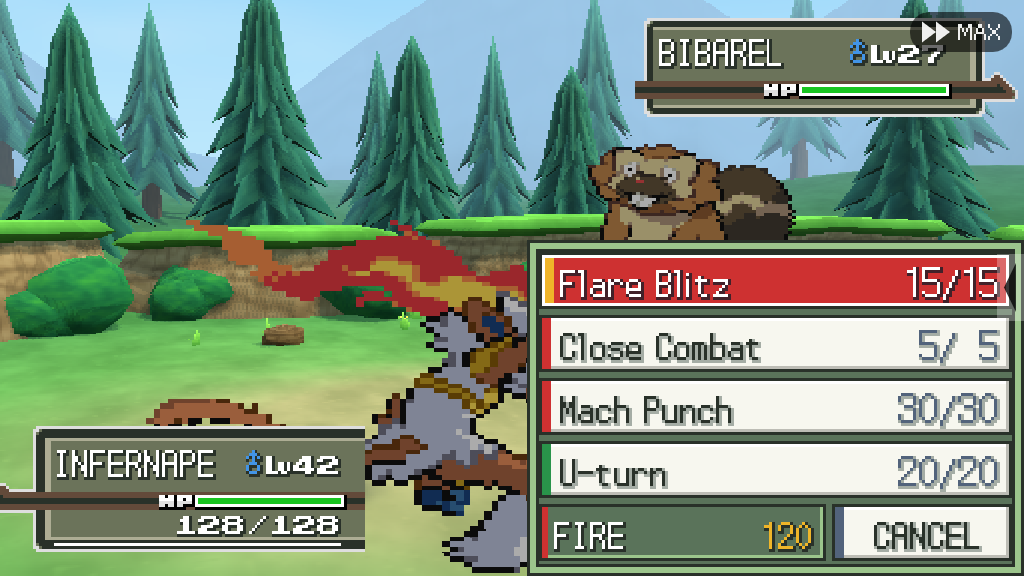 MAX
BIBAREL Lv27
HP
Flare Blitz 15/15
Close Combat 5/ 5
Mach Punch 30/30
U-turn 20/20
FIRE 120 CANCEL
INFERNAPE Lv42
HP
128/128